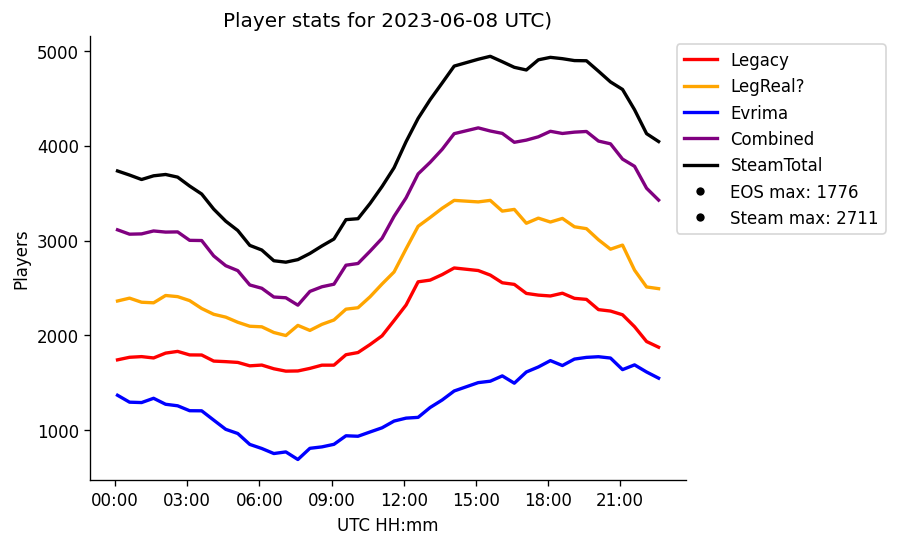 Player stats for 2023-06-08 UTC)
5000
4000
3000
2000
1000
Players
00:00 03:00 06:00 09:00 12:00 15:00 18:00 21:00
UTC HH:mm
Legacy
LegReal?
Evrima
Combined
SteamTotal
EOS max: 1776
Steam max: 2711